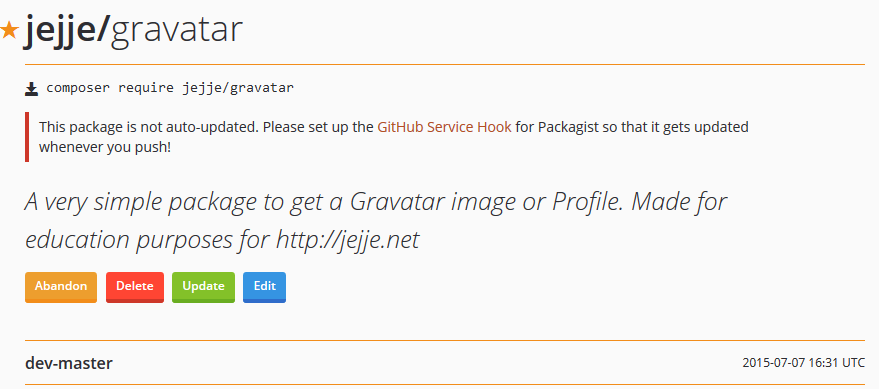 jejje/gravatar
composer require jejje/gravatar
This package is not auto-updated. Please set up the GitHub Service Hook for Packagist so that it gets updated
whenever you push!
A very simple package to get a Gravatar image or Profile. Made for
education purposes for http://jejje.net
Abandon Delete Update Edit
dev-master 2015-07-07 16:31 UTC